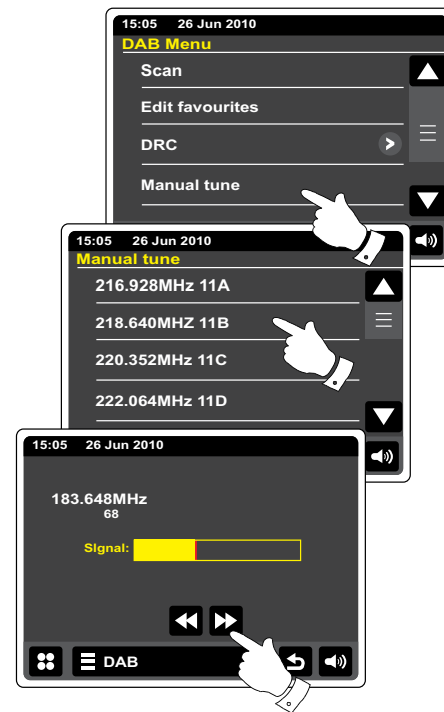 15:05 26 Jun 2010
DAB Menu
Scan
Edit favourites
DRC
Manual tune
15:05 26 Jun 2010
Manual tune
216.928MHz 11A
218.640MHZ 11B
220.352MHz 11C
222.064MHz 11D
15:05 26 Jun 2010
183.648MHz
68
SIgnal:
DAB